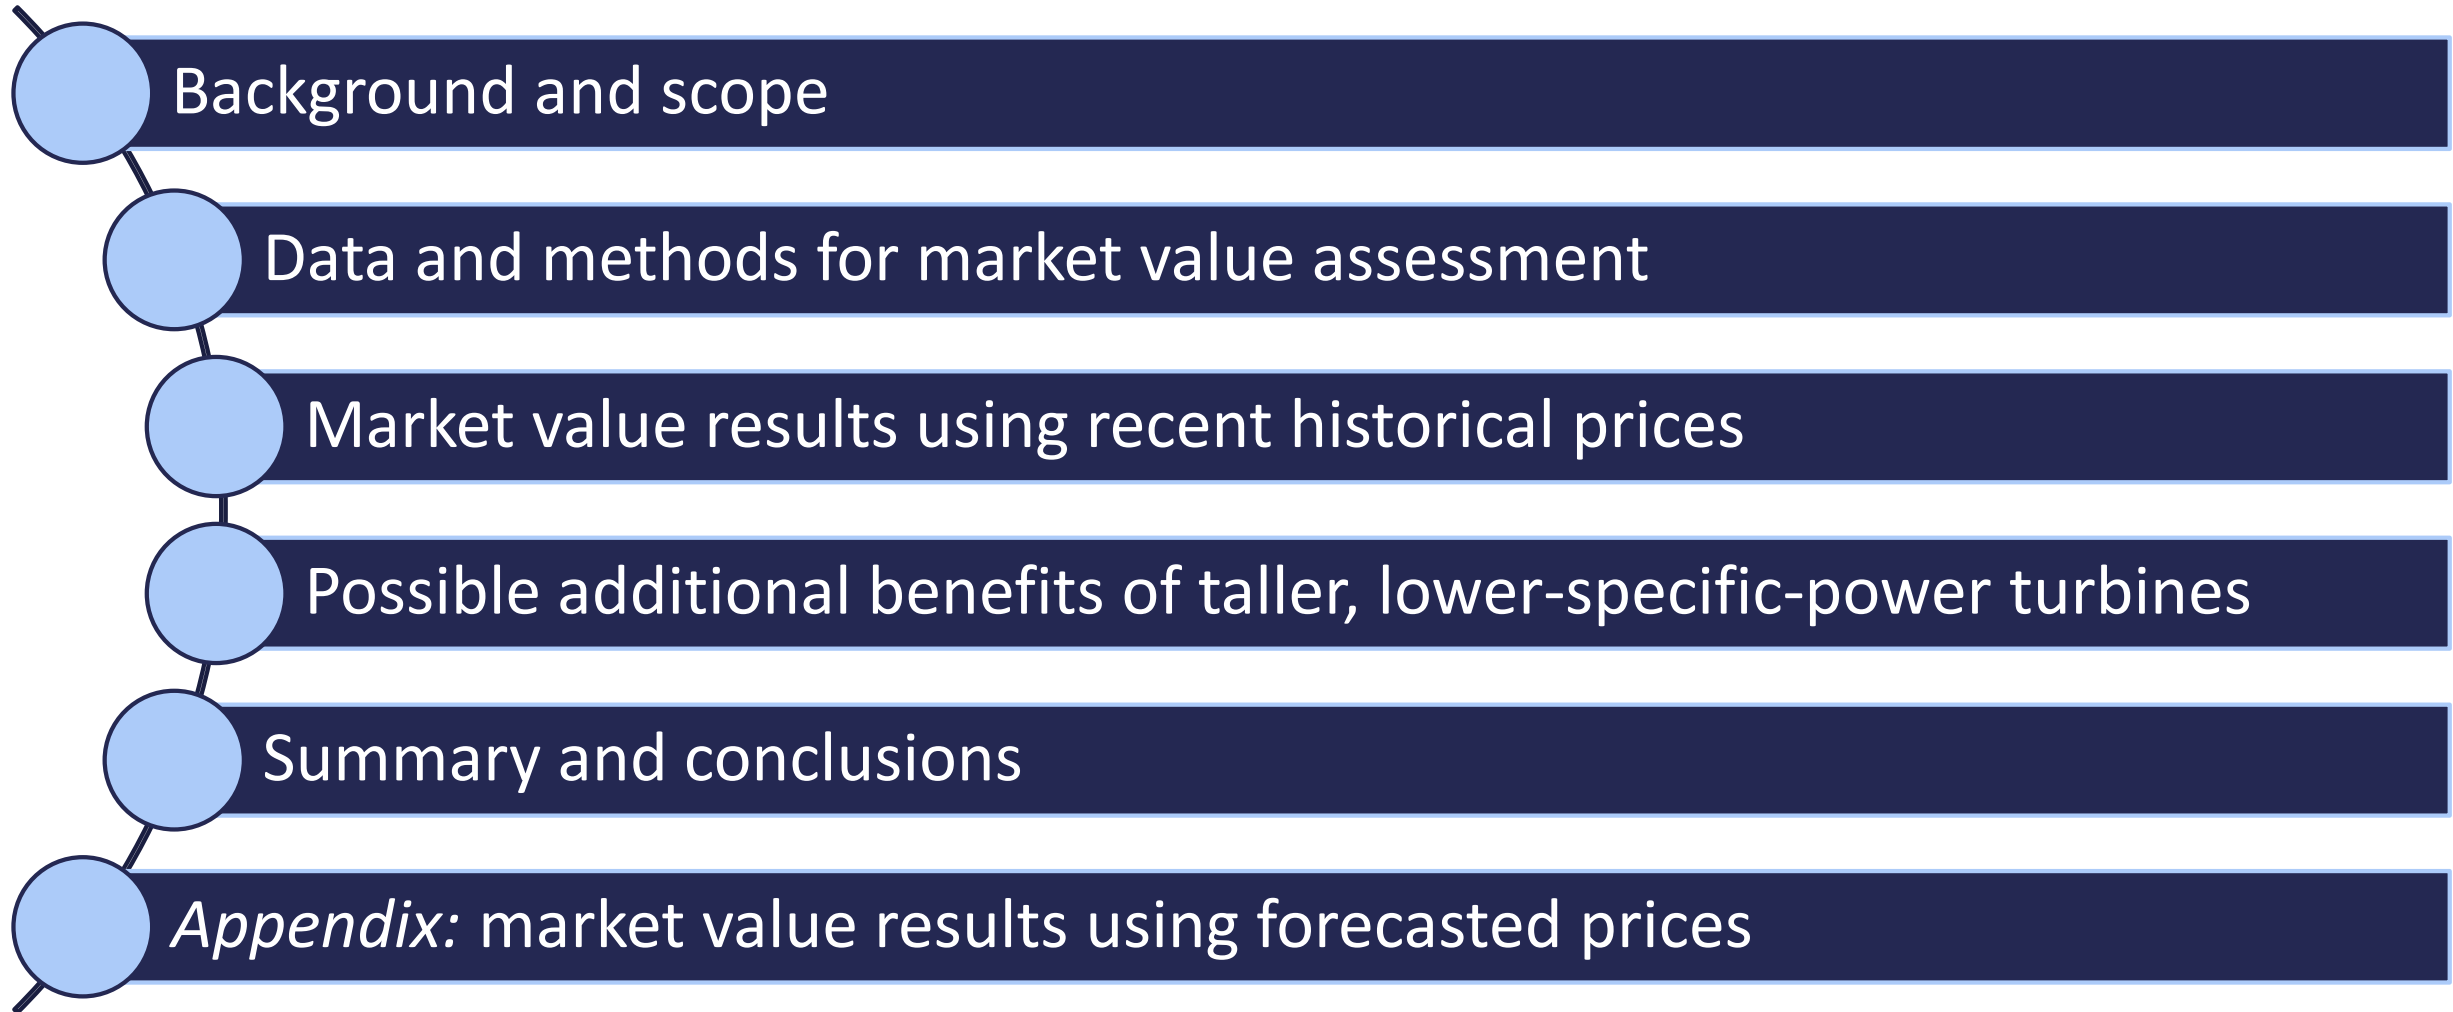 Background and scope
Data and methods for market value assessment
Market value results using recent historical prices
Possible additional benefits of taller, lower-specific-power turbines
Summary and conclusions
Appendix: market value results using forecasted prices